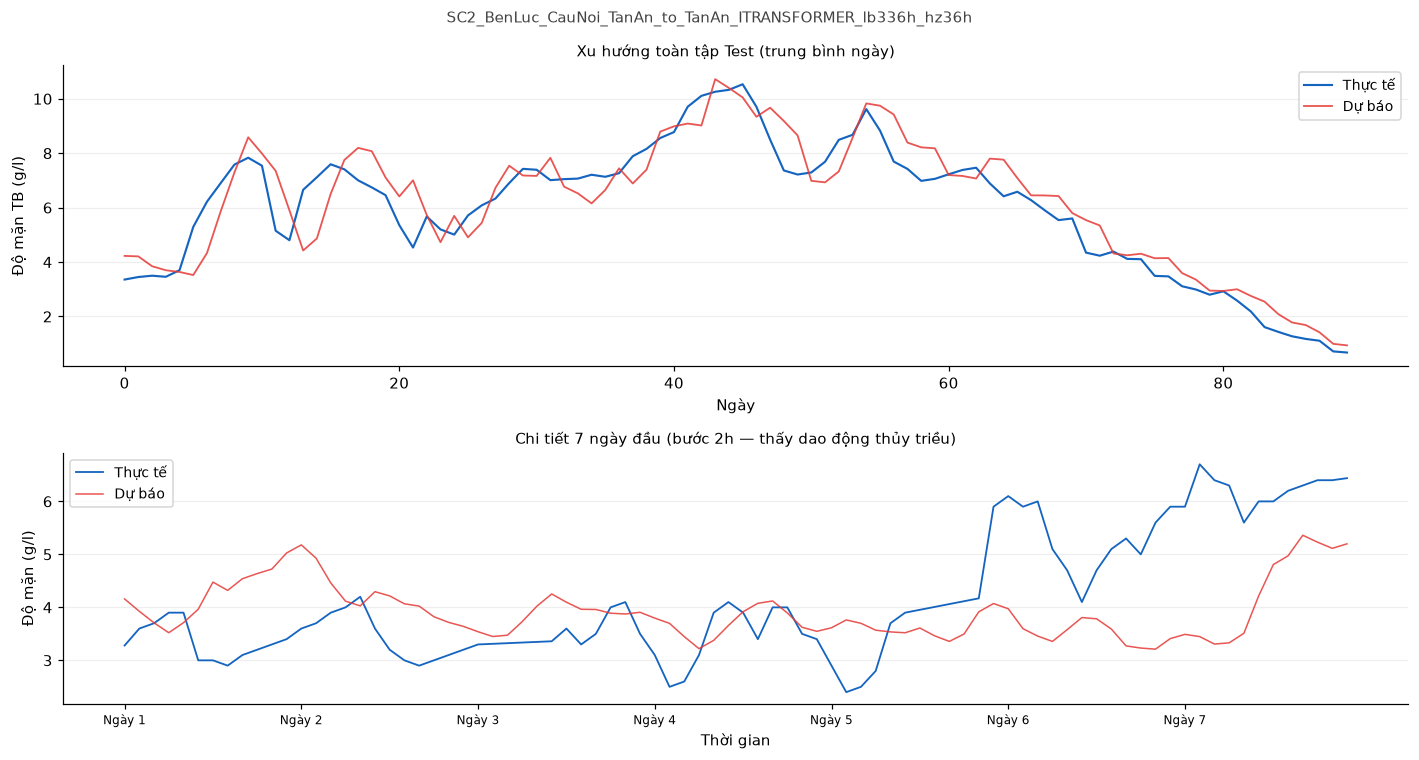 SC2_BenLuc_CauNoi_TanAn_to_TanAn_ITRANSFORMER_lb336h_hz36h
Xu hướng toàn tập Test (trung bình ngày)
Độ mặn TB (g/l)
10
8
6
4
2
Thực tế
Dự báo
0
20
40
60
80
Ngày
Chi tiết 7 ngày đầu (bước 2h — thấy dao động thủy triều)
Độ mặn (g/l)
6
5
4
3
Thực tế
Dự báo
Ngày 1
Ngày 2
Ngày 3
Ngày 4
Ngày 5
Ngày 6
Ngày 7
Thời gian